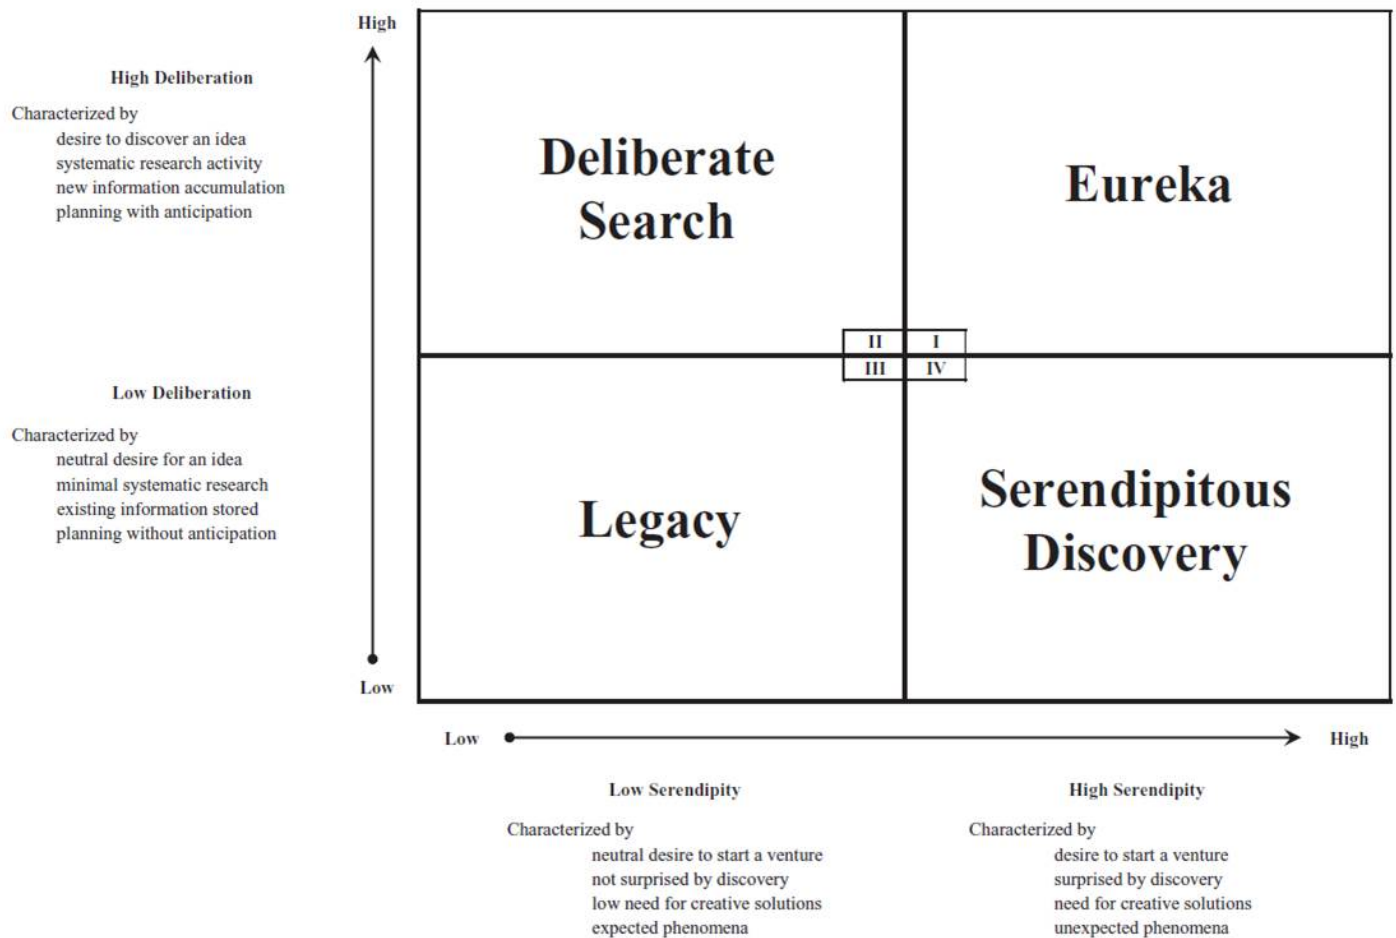 High
High Deliberation
Characterized by
desire to discover an idea
systematic research activity
new information accumulation
planning with anticipation
Deliberate
Search
Eureka
II
I
III
IV
Low Deliberation
Characterized by
neutral desire for an idea
minimal systematic research
existing information stored
planning without anticipation
Legacy
Serendipitous
Discovery
Low
Low
High
Low Serendipity
Characterized by
neutral desire to start a venture
not surprised by discovery
low need for creative solutions
expected phenomena
High Serendipity
Characterized by
desire to start a venture
surprised by discovery
need for creative solutions
unexpected phenomena